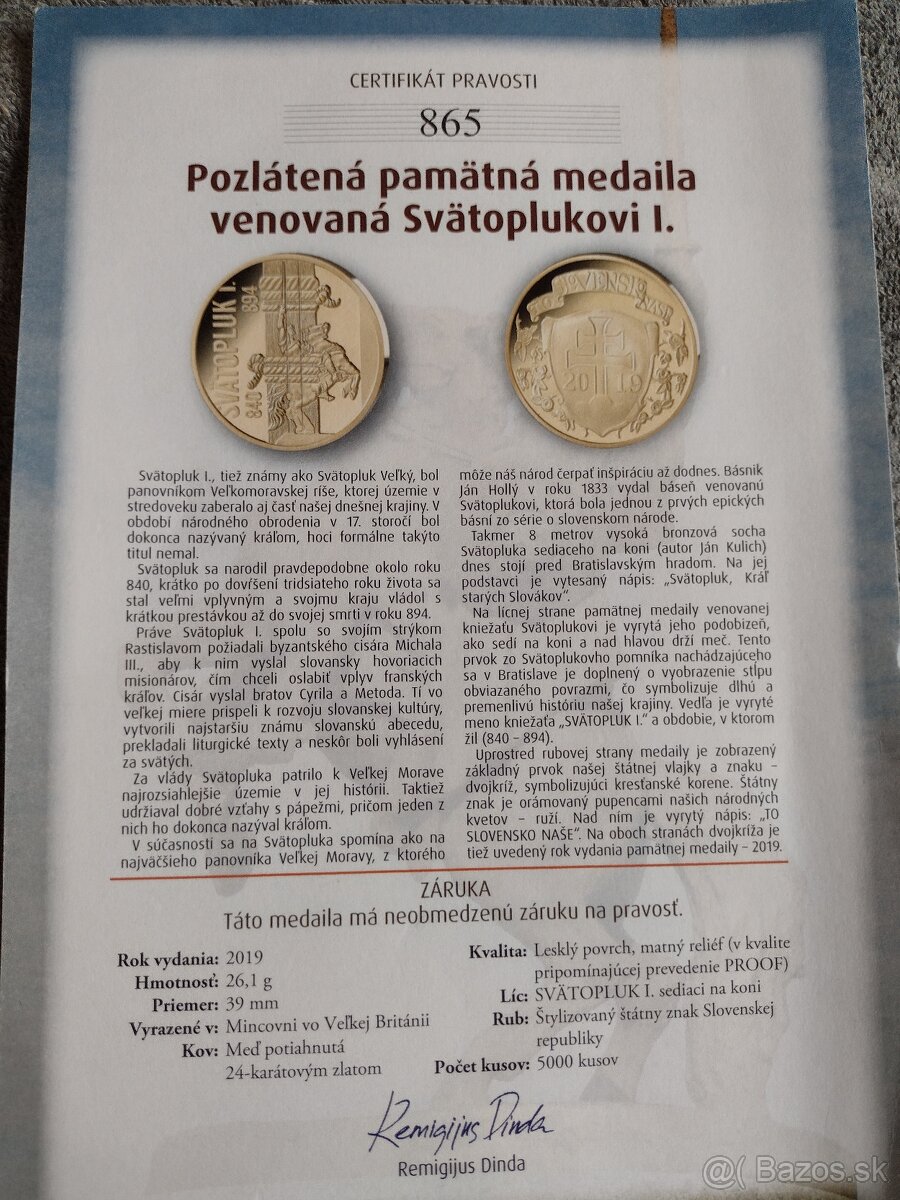 CERTIFIKÁT PRAVOSTI
865
Pozlátená pamätná medaila
venovaná Svätoplukovi I.
SVÄTOPLUK I.
840 894
SLOVENSKO
NAŠE
2019
Svätopluk I., tiež známy ako Svätopluk Veľký, bol
panovníkom Veľkomoravskej ríše, ktorej územie v
stredoveku zaberalo aj časť našej dnešnej krajiny. V
období národného obrodenia v 17. storočí bol
dokonca nazývaný kráľom, hoci formálne takýto
titul nemal.
Svätopluk sa narodil pravdepodobne okolo roku
840, krátko po dovŕšení tridsiateho roku života sa
stal veľmi vplyvným a svojmu kraju vládol s
krátkou prestávkou až do svojej smrti v roku 894.
Práve Svätopluk I. spolu so svojím strýkom
Rastislavom požiadali byzantského cisára Michala
III., aby k nim vyslal slovansky hovoriacich
misionárov, čím chceli oslabiť vplyv franských
kráľov. Cisár vyslal bratov Cyrila a Metoda. Tí vo
veľkej miere prispeli k rozvoju slovanskej kultúry,
vytvorili najstaršiu známu slovanskú abecedu,
prekladali liturgické texty a neskôr boli vyhlásení
za svätých.
Za vlády Svätopluka patrilo k Veľkej Morave
najrozsiahlejšie územie v jej histórii. Taktiež
udržiaval dobré vzťahy s pápežmi, pričom jeden z
nich ho dokonca nazýval kráľom.
V súčasnosti sa na Svätopluka spomína ako na
najväčšieho panovníka Veľkej Moravy, z ktorého
môže náš národ čerpať inšpiráciu až dodnes. Básnik
Ján Hollý v roku 1833 vydal báseň venovanú
Svätoplukovi, ktorá bola jednou z prvých epických
básní zo série o slovenskom národe.
Takmer 8 metrov vysoká bronzová socha
Svätopluka sediaceho na koni (autor Ján Kulich)
dnes stojí pred Bratislavským hradom. Na jej
podstavci je vytesaný nápis: „Svätopluk, Kráľ
starých Slovákov“.
Na lícnej strane pamätnej medaily venovanej
kniežaťu Svätoplukovi je vyrytá jeho podobizeň,
ako sedí na koni a nad hlavou drží meč. Tento
prvok zo Svätoplukovho pomníka nachádzajúceho
sa v Bratislave je doplnený o vyobrazenie stĺpu
obviazaného povrazmi, čo symbolizuje dlhú a
premenlivú históriu našej krajiny. Vedľa je vyryté
meno kniežaťa „SVÄTOPLUK I.“ a obdobie, v ktorom
žil (840 – 894).
Uprostred rubovej strany medaily je zobrazený
základný prvok našej štátnej vlajky a znaku –
dvojkríž, symbolizujúci kresťanské korene. Štátny
znak je orámovaný pupencami našich národných
kvetov – ruží. Nad ním je vyrytý nápis: „TO
SLOVENSKO NAŠE“. Na oboch stranách dvojkríža je
tiež uvedený rok vydania pamätnej medaily – 2019.
ZÁRUKA
Táto medaila má neobmedzenú záruku na pravosť.
Rok vydania: 2019
Hmotnosť: 26,1 g
Priemer: 39 mm
Vyrazené v: Mincovni vo Veľkej Británii
Kov: Meď potiahnutá
24-karátovým zlatom
Kvalita: Lesklý povrch, matný reliéf (v kvalite
pripomínajúcej prevedenie PROOF)
Líc: SVÄTOPLUK I. sediaci na koni
Rub: Štylizovaný štátny znak Slovenskej
republiky
Počet kusov: 5000 kusov
Remigijus Dinda
Remigijus Dinda
@( Bazos.sk